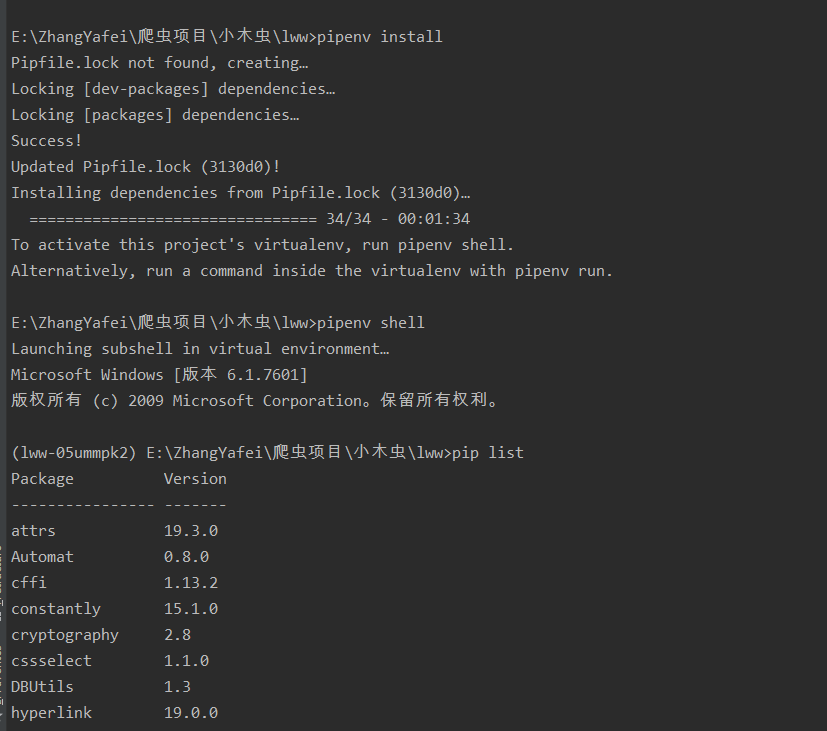 E:\ZhangYafei\爬虫项目\小木虫\lww>pipenv install
Pipfile.lock not found, creating…
Locking [dev-packages] dependencies…
Locking [packages] dependencies…
Success!
Updated Pipfile.lock (3130d0)!
Installing dependencies from Pipfile.lock (3130d0)…
================================ 34/34 - 00:01:34
To activate this project's virtualenv, run pipenv shell.
Alternatively, run a command inside the virtualenv with pipenv run.
E:\ZhangYafei\爬虫项目\小木虫\lww>pipenv shell
Launching subshell in virtual environment…
Microsoft Windows [版本 6.1.7601]
版权所有 (c) 2009 Microsoft Corporation。保留所有权利。
(lww-05ummpk2) E:\ZhangYafei\爬虫项目\小木虫\lww>pip list
Package Version
---------------- -------
attrs 19.3.0
Automat 0.8.0
cffi 1.13.2
constantly 15.1.0
cryptography 2.8
cssselect 1.1.0
DBUtils 1.3
hyperlink 19.0.0